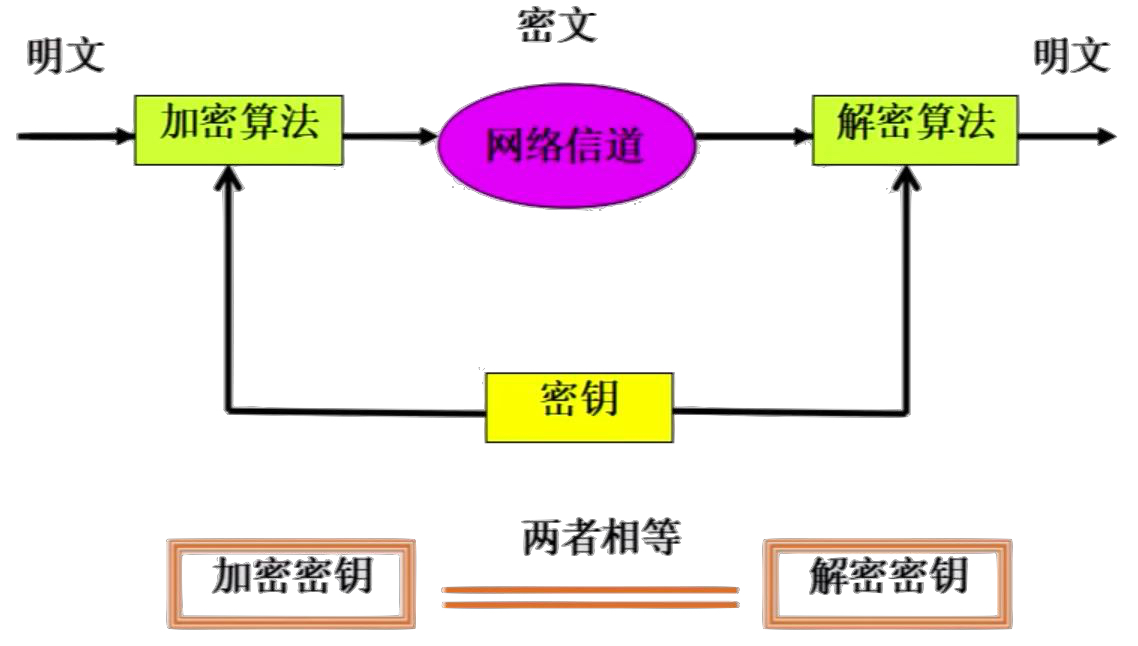 密文
明文
明文
加密算法
网络信道
解密算法
密钥
两者相等
加密密钥
解密密钥